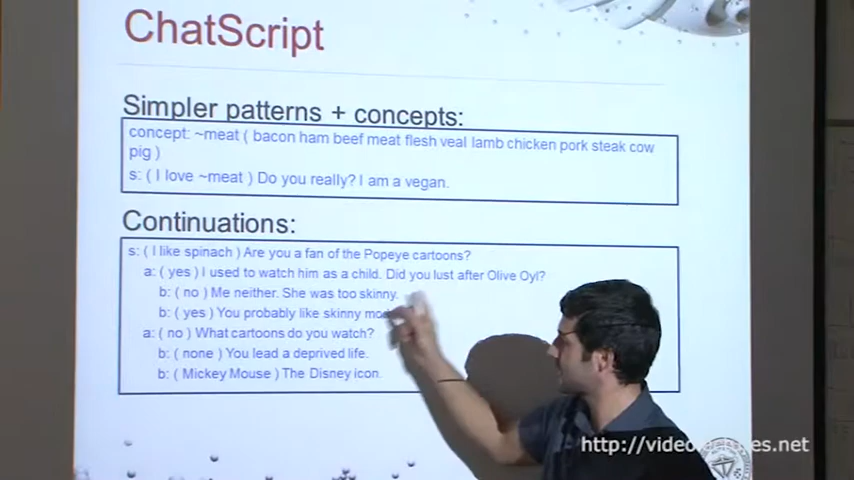 ChatScript
Simpler patterns + concepts:
concept: ~meat ( bacon ham beef meat flesh veal lamb chicken pork steak cow
pig )
s: ( I love ~meat ) Do you really? I am a vegan.
Continuations:
s: ( I like spinach ) Are you a fan of the Popeye cartoons?
a: ( yes ) I used to watch him as a child. Did you lust after Olive Oyl?
b: ( no ) Me neither. She was too skinny.
b: ( yes ) You probably like skinny
a: ( no ) What cartoons do you watch?
b: ( none ) You lead a deprived life.
b: ( Mickey Mouse ) The Disney icon.